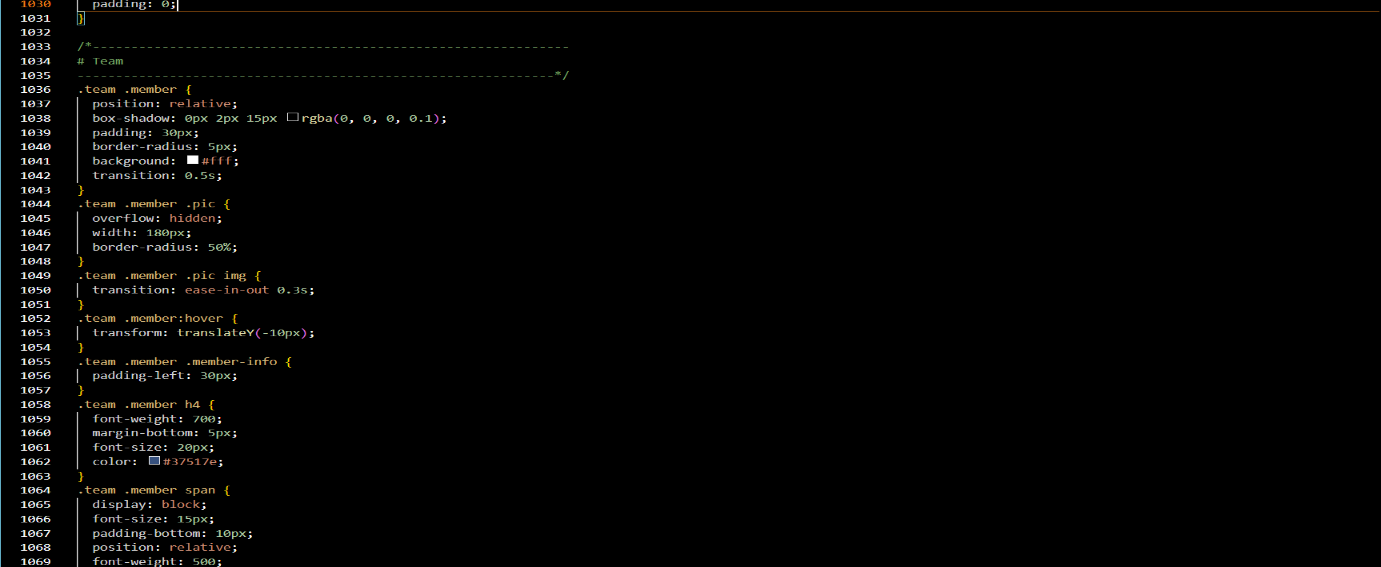 1030 padding: 0;
1031 }
1032
1033 /*--------------------------------------------------------------
1034 # Team
1035 --------------------------------------------------------------*/
1036 .team .member {
1037 position: relative;
1038 box-shadow: 0px 2px 15px rgba(0, 0, 0, 0.1);
1039 padding: 30px;
1040 border-radius: 5px;
1041 background: #fff;
1042 transition: 0.5s;
1043 }
1044 .team .member .pic {
1045 overflow: hidden;
1046 width: 180px;
1047 border-radius: 50%;
1048 }
1049 .team .member .pic img {
1050 transition: ease-in-out 0.3s;
1051 }
1052 .team .member:hover {
1053 transform: translateY(-10px);
1054 }
1055 .team .member .member-info {
1056 padding-left: 30px;
1057 }
1058 .team .member h4 {
1059 font-weight: 700;
1060 margin-bottom: 5px;
1061 font-size: 20px;
1062 color: #37517e;
1063 }
1064 .team .member span {
1065 display: block;
1066 font-size: 15px;
1067 padding-bottom: 10px;
1068 position: relative;
1069 font-weight: 500;